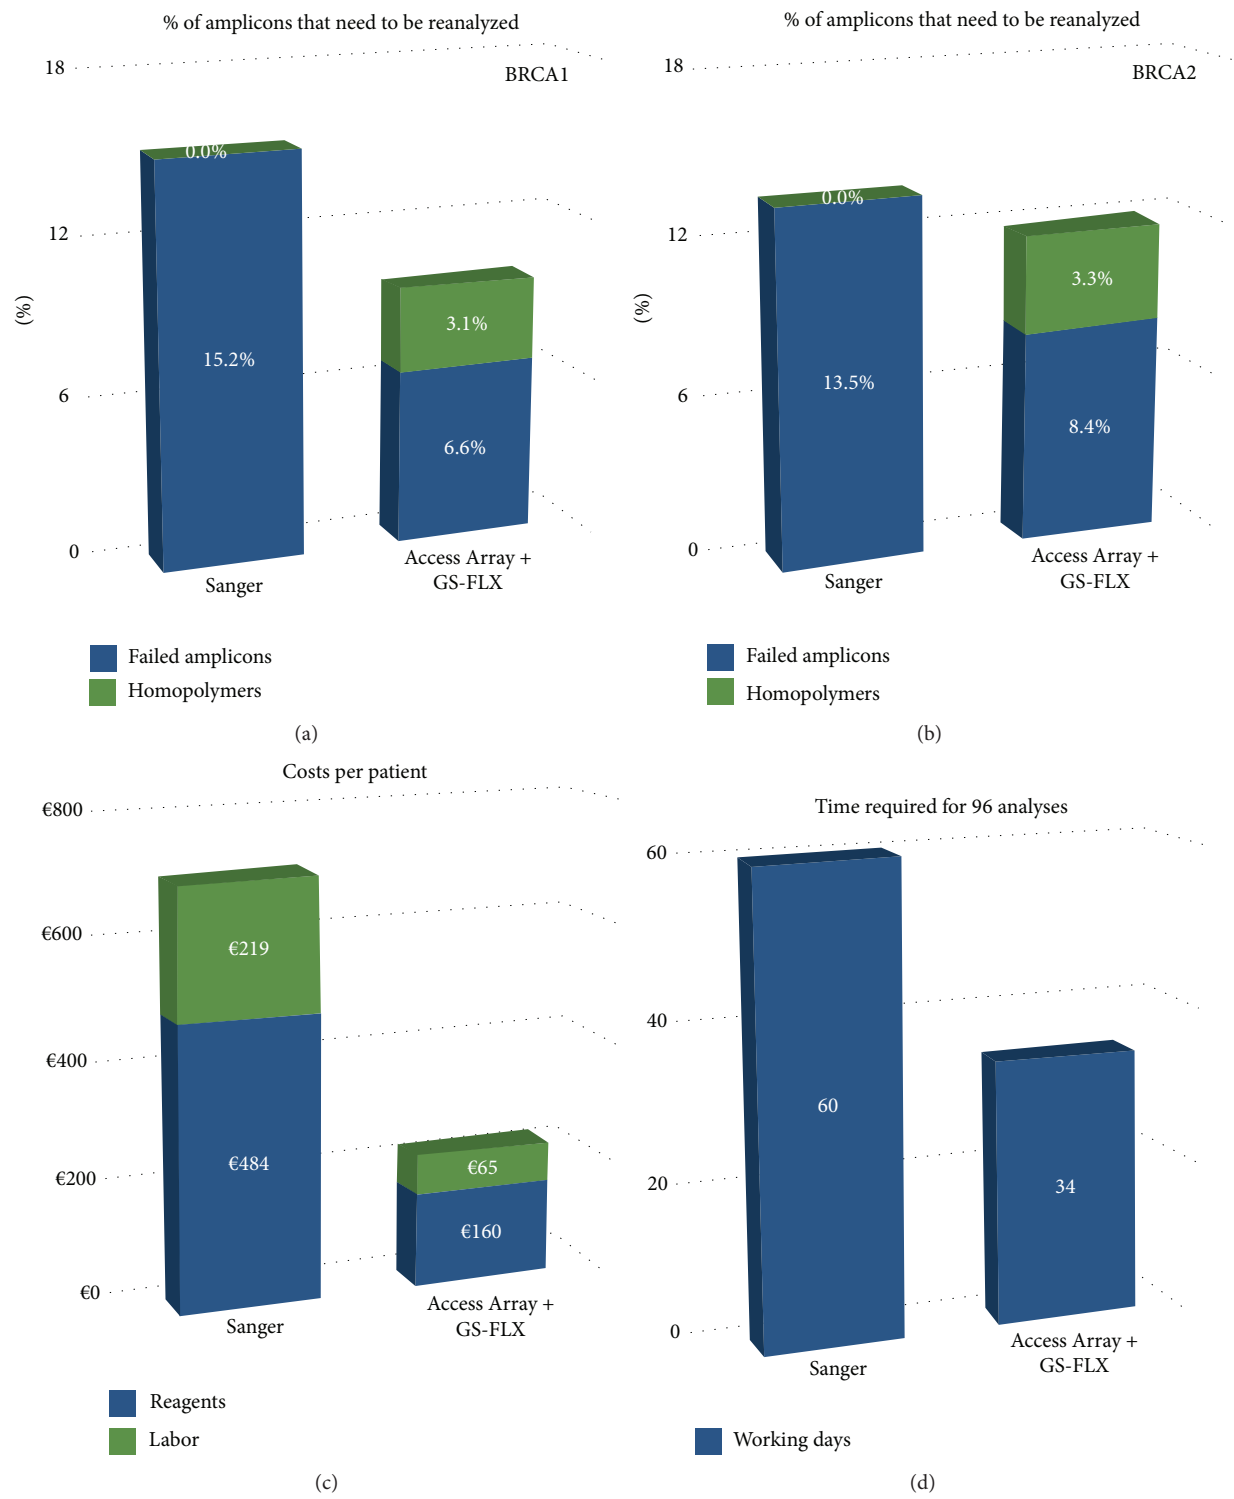 % of amplicons that need to be reanalyzed
BRCA1
18
12
6
0
(%)
0.0%
15.2%
3.1%
6.6%
Sanger
Access Array +
GS-FLX
Failed amplicons
Homopolymers
(a)
% of amplicons that need to be reanalyzed
BRCA2
18
12
6
0
(%)
0.0%
13.5%
3.3%
8.4%
Sanger
Access Array +
GS-FLX
Failed amplicons
Homopolymers
(b)
Costs per patient
€800
€600
€400
€200
€0
€219
€484
€65
€160
Sanger
Access Array +
GS-FLX
Reagents
Labor
(c)
Time required for 96 analyses
60
40
20
0
60
34
Sanger
Access Array +
GS-FLX
Working days
(d)